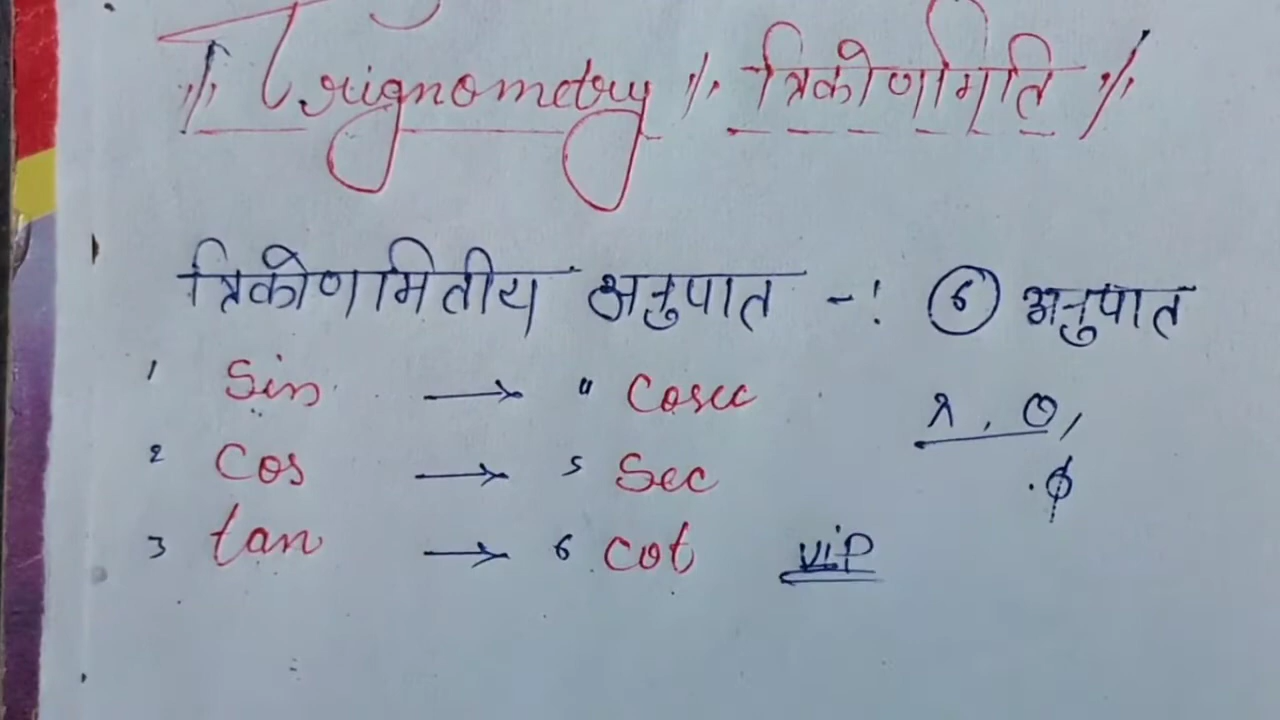 // Trignometry // त्रिकोणमिति //
त्रिकोणमितीय अनुपात -: 6 अनुपात
1 Sin → 4 Cosec
2 Cos → 5 Sec
3 tan → 6 cot VIP
θ,
.ϕ